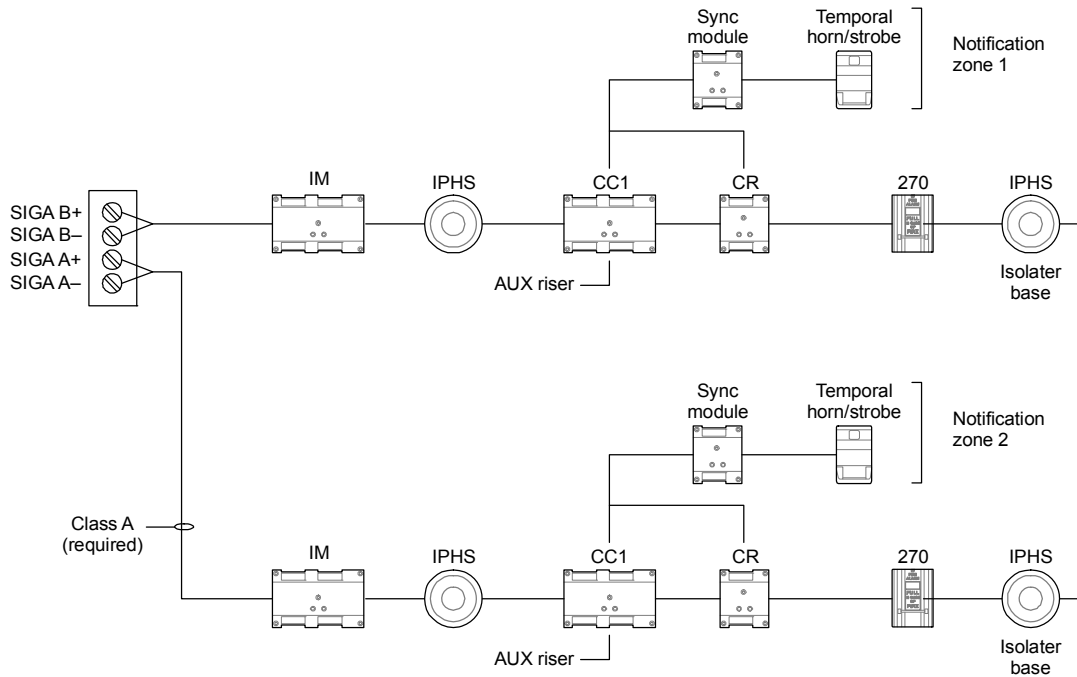 Sync
module
Temporal
horn/strobe
Notification
zone 1
IM
IPHS
CC1
CR
270
IPHS
SIGA B+
SIGA B–
SIGA A+
SIGA A–
AUX riser
Isolater
base
Sync
module
Temporal
horn/strobe
Notification
zone 2
Class A
(required)
IM
IPHS
CC1
CR
270
IPHS
AUX riser
Isolater
base